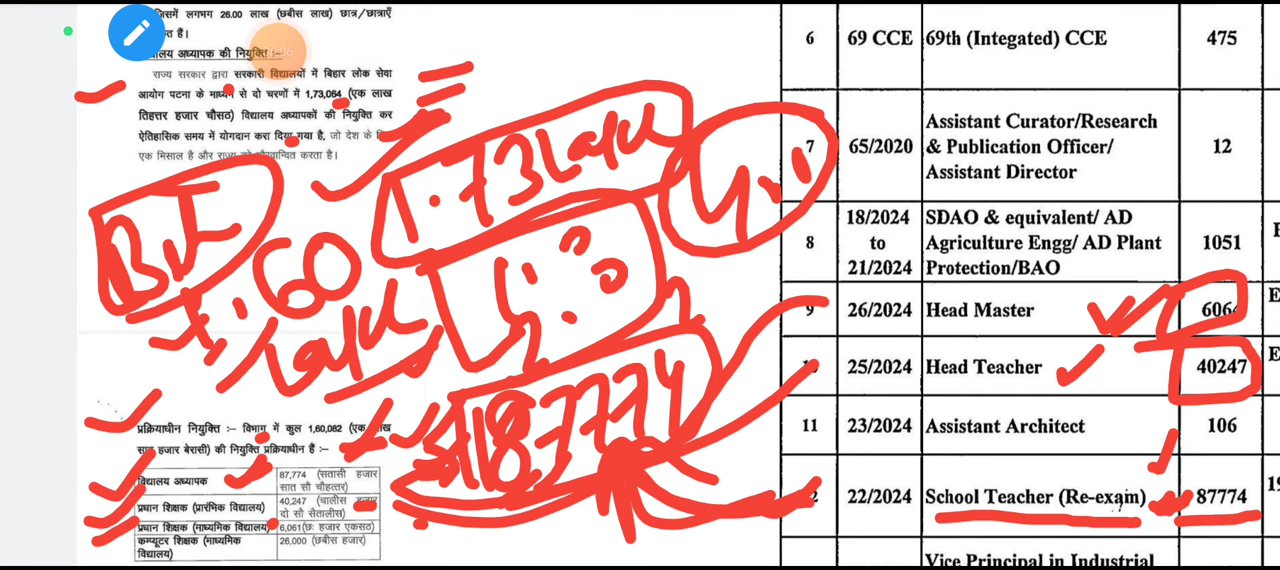 जिसमें लगभग 26.00 लाख (छबीस लाख) छात्र/छात्राएँ
त हैं।
लय अध्यापक की नियुक्ति :-
राज्य सरकार द्वारा सरकारी विद्यालयों में बिहार लोक सेवा
आयोग पटना के माध्यम से दो चरणों में 1,73,064 (एक लाख
तिहत्तर हजार चौसठ) विद्यालय अध्यापकों की नियुक्ति कर
ऐतिहासिक समय में योगदान करा दिया गया है, जो देश के
एक मिसाल है और राज्य को गौरवान्वित करता है।
1.73 लाख
1.60
लाख
87774
प्रक्रियाधीन नियुक्ति :– विभाग में कुल 1,60,082 (एक
हजार बेरासी) की नियुक्ति प्रक्रियाधीन हैं :–
विद्यालय अध्यापक 87,774 (सतासी हजार
सात सौ चौहत्तर)
प्रधान शिक्षक (प्रारंभिक विद्यालय) 40,247 (चालीस हजार
दो सौ सैतालीस)
प्रधान शिक्षक (माध्यमिक विद्यालय) 6,061(छः हजार एकसठ)
कम्प्यूटर शिक्षक (माध्यमिक 26,000 (छबीस हजार)
विद्यालय)
6 69 CCE 69th (Integated) CCE 475
Assistant Curator/Research
7 65/2020 & Publication Officer/ 12
Assistant Director
18/2024 SDAO & equivalent/ AD
8 to Agriculture Engg/ AD Plant 1051
21/2024 Protection/BAO
9 26/2024 Head Master 606
25/2024 Head Teacher 40247
11 23/2024 Assistant Architect 106
22/2024 School Teacher (Re-exam) 87774
Vice Principal in Industrial